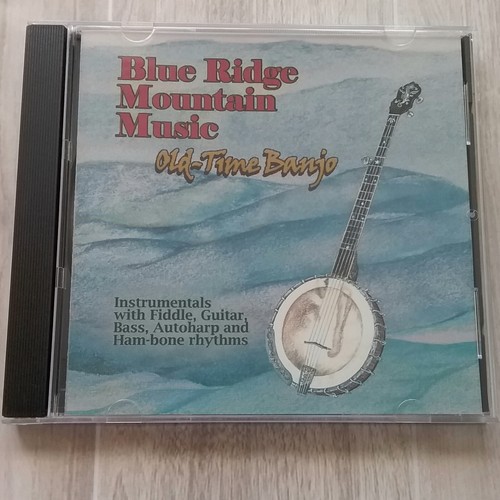 Blue Ridge
Mountain
Music
Old-Time Banjo
Instrumentals
with Fiddle, Guitar,
Bass, Autoharp and
Ham-bone rhythms